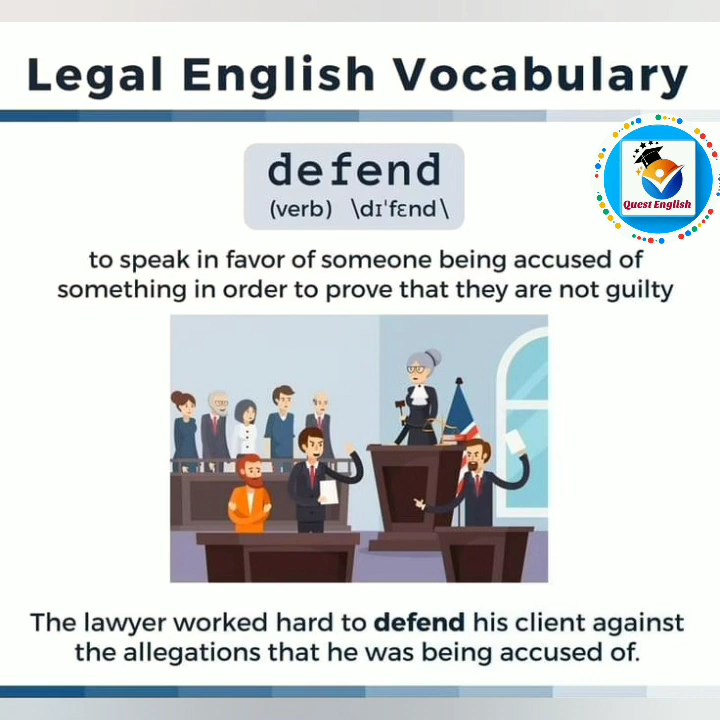 Legal English Vocabulary
defend
(verb) \dɪ'fɛnd\
Quest English
to speak in favor of someone being accused of
something in order to prove that they are not guilty
The lawyer worked hard to defend his client against
the allegations that he was being accused of.